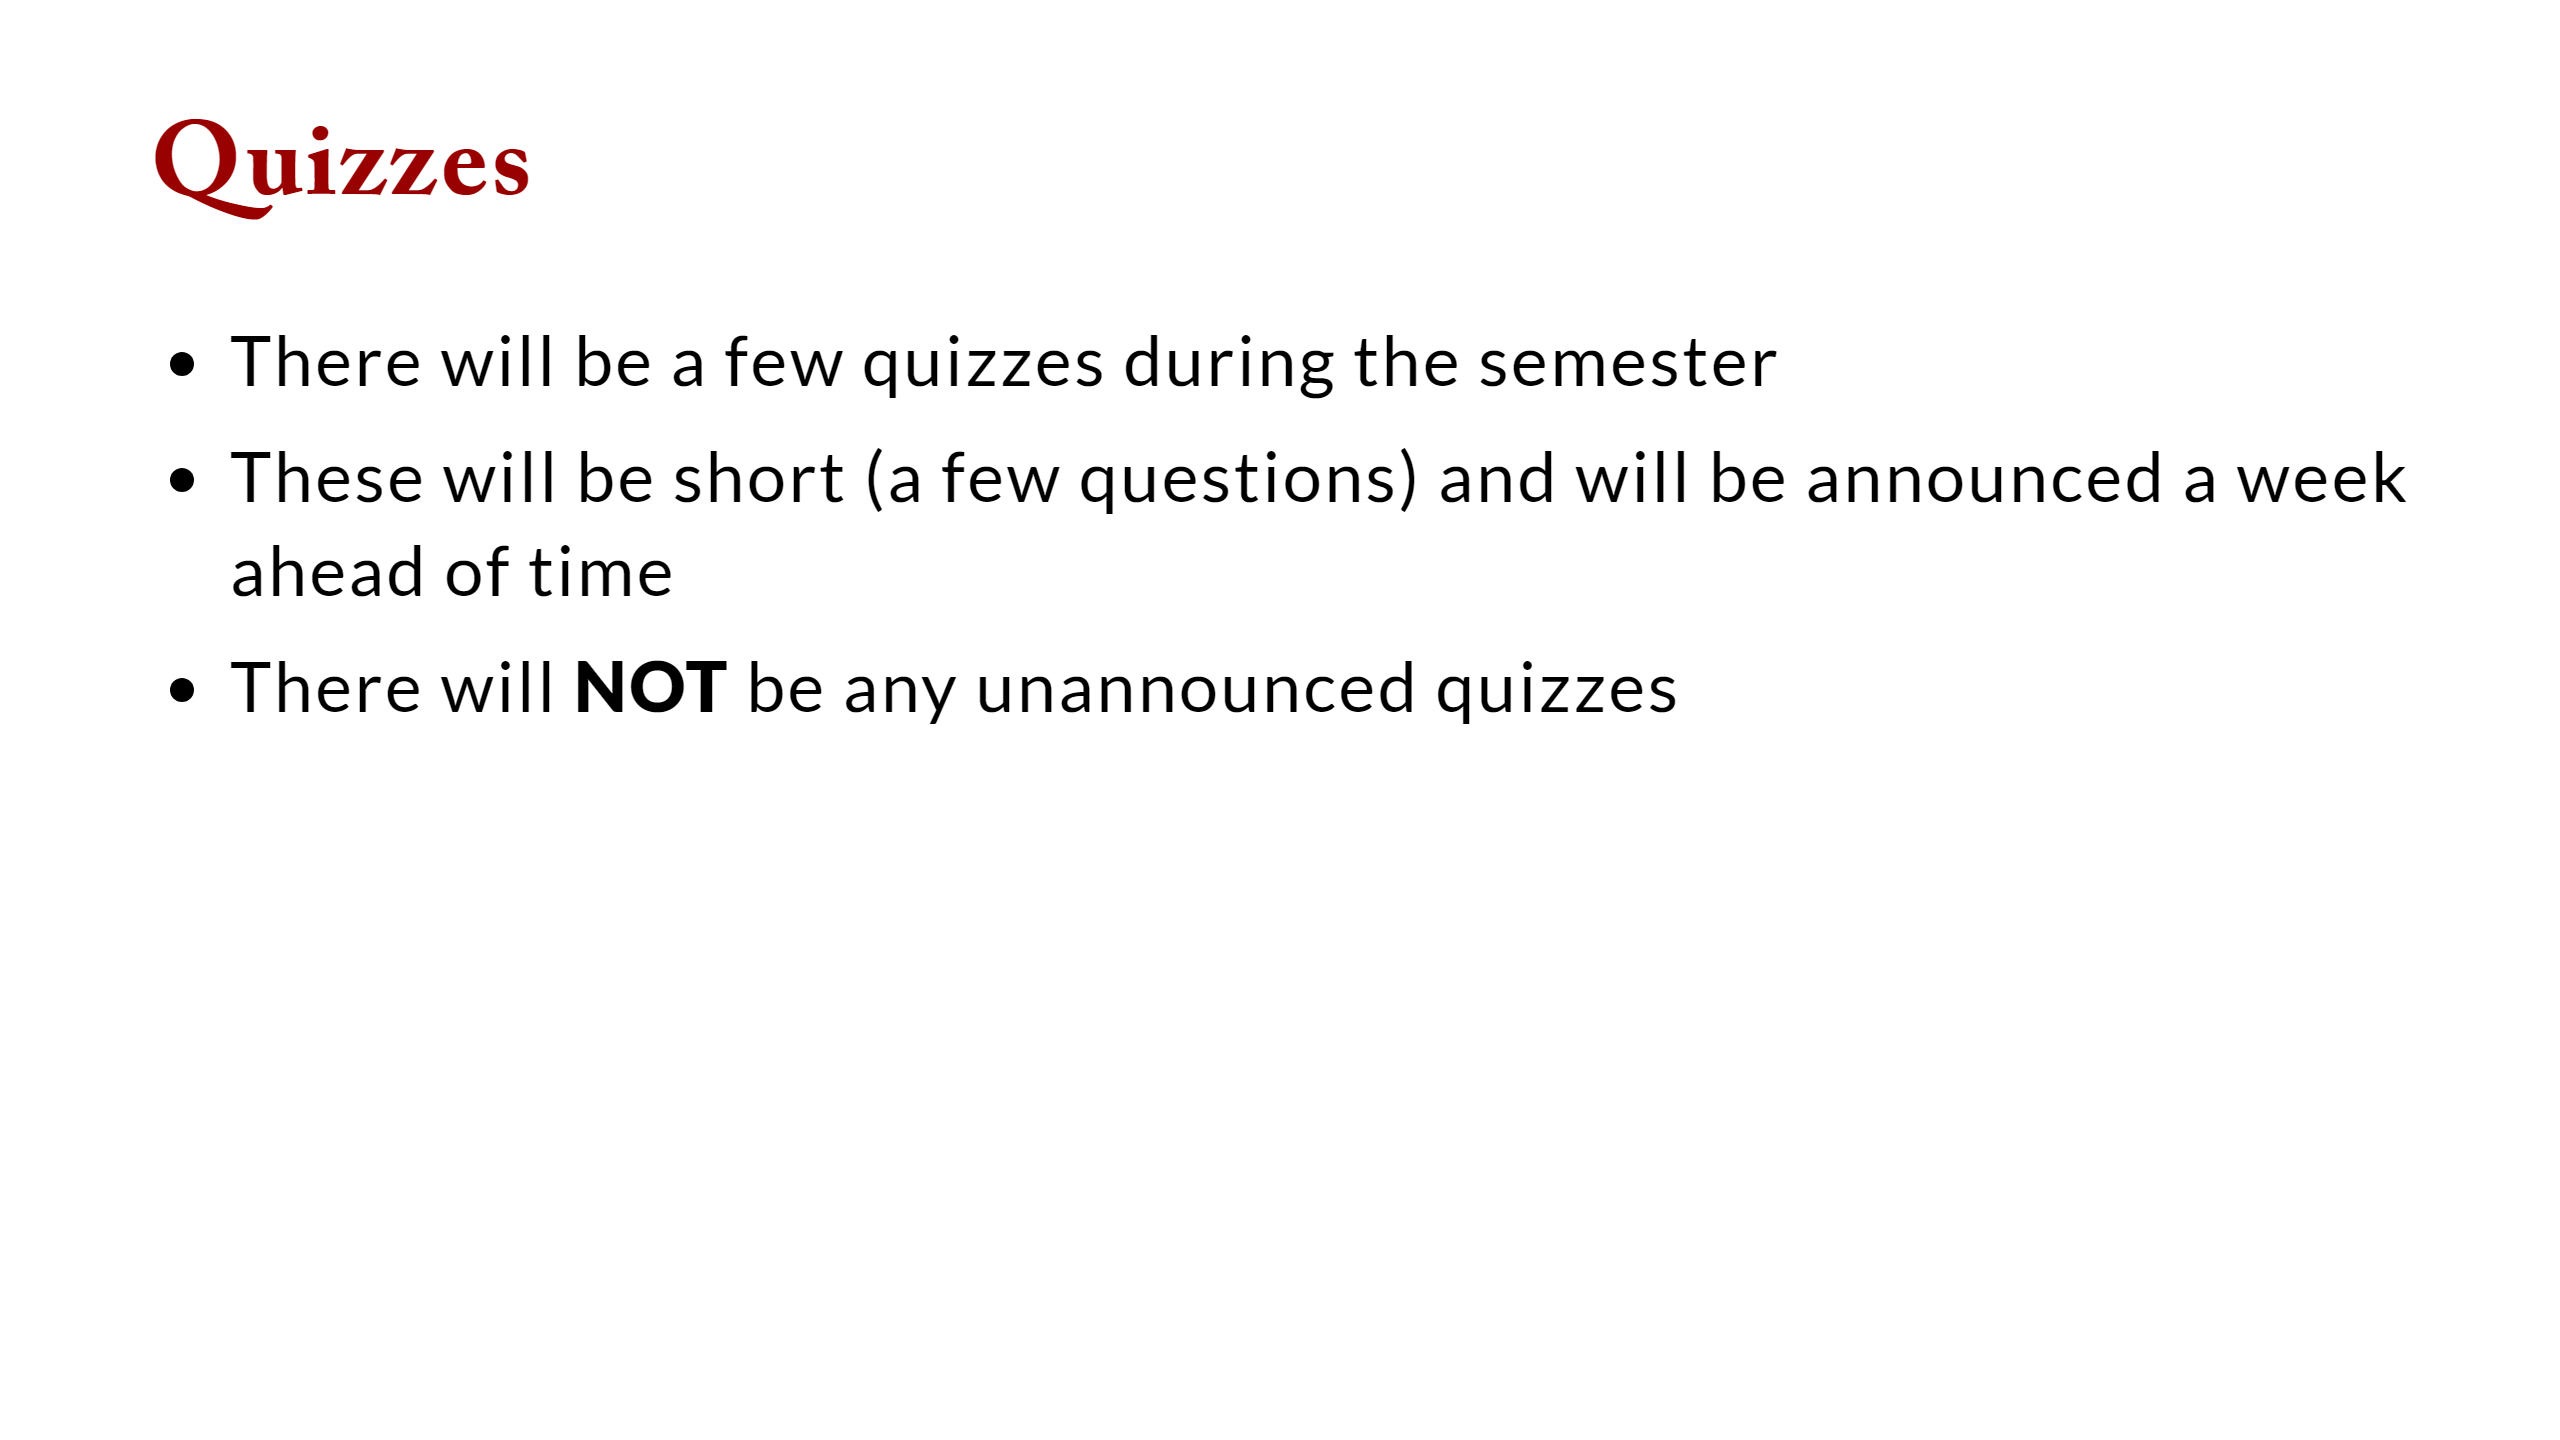 Quizzes
• There will be a few quizzes during the semester
• These will be short (a few questions) and will be announced a week
ahead of time
• There will NOT be any unannounced quizzes